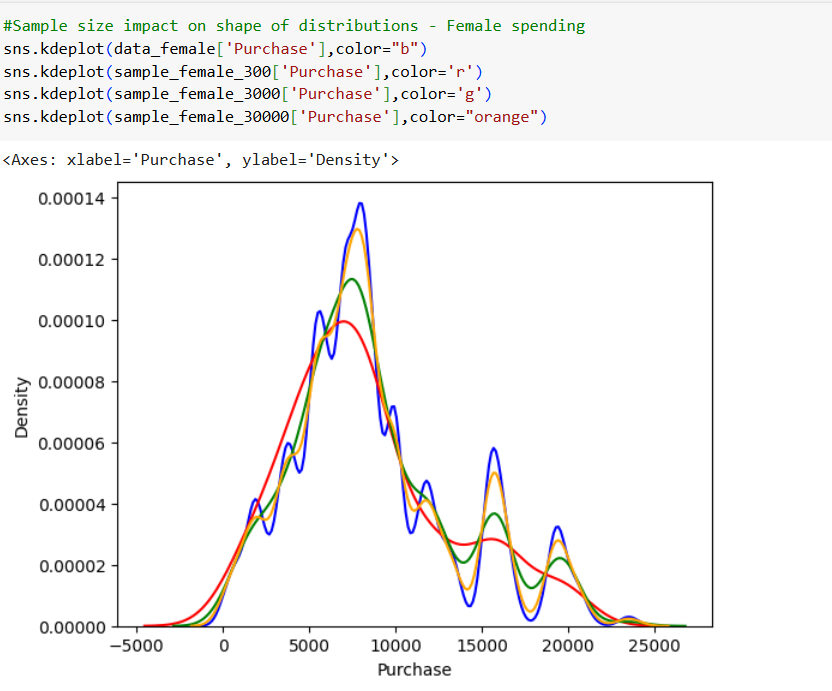 #Sample size impact on shape of distributions - Female spending
sns.kdeplot(data_female['Purchase'],color="b")
sns.kdeplot(sample_female_300['Purchase'],color='r')
sns.kdeplot(sample_female_3000['Purchase'],color='g')
sns.kdeplot(sample_female_30000['Purchase'],color="orange")
<Axes: xlabel='Purchase', ylabel='Density'>
0.00014
0.00012
0.00010
0.00008
0.00006
0.00004
0.00002
0.00000
Density
−5000 0 5000 10000 15000 20000 25000
Purchase